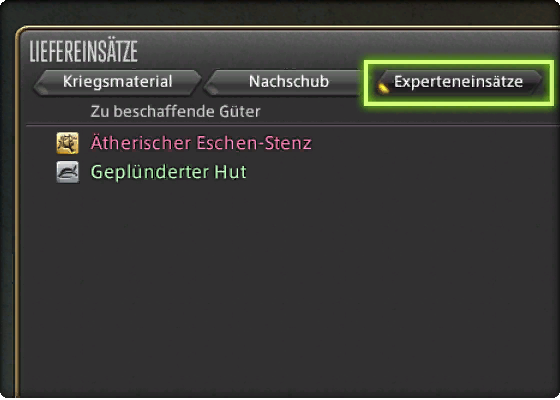 LIEFEREINSÄTZE
Kriegsmaterial Nachschub Experteneinsätze
Zu beschaffende Güter
Ätherischer Eschen-Stenz
Geplünderter Hut